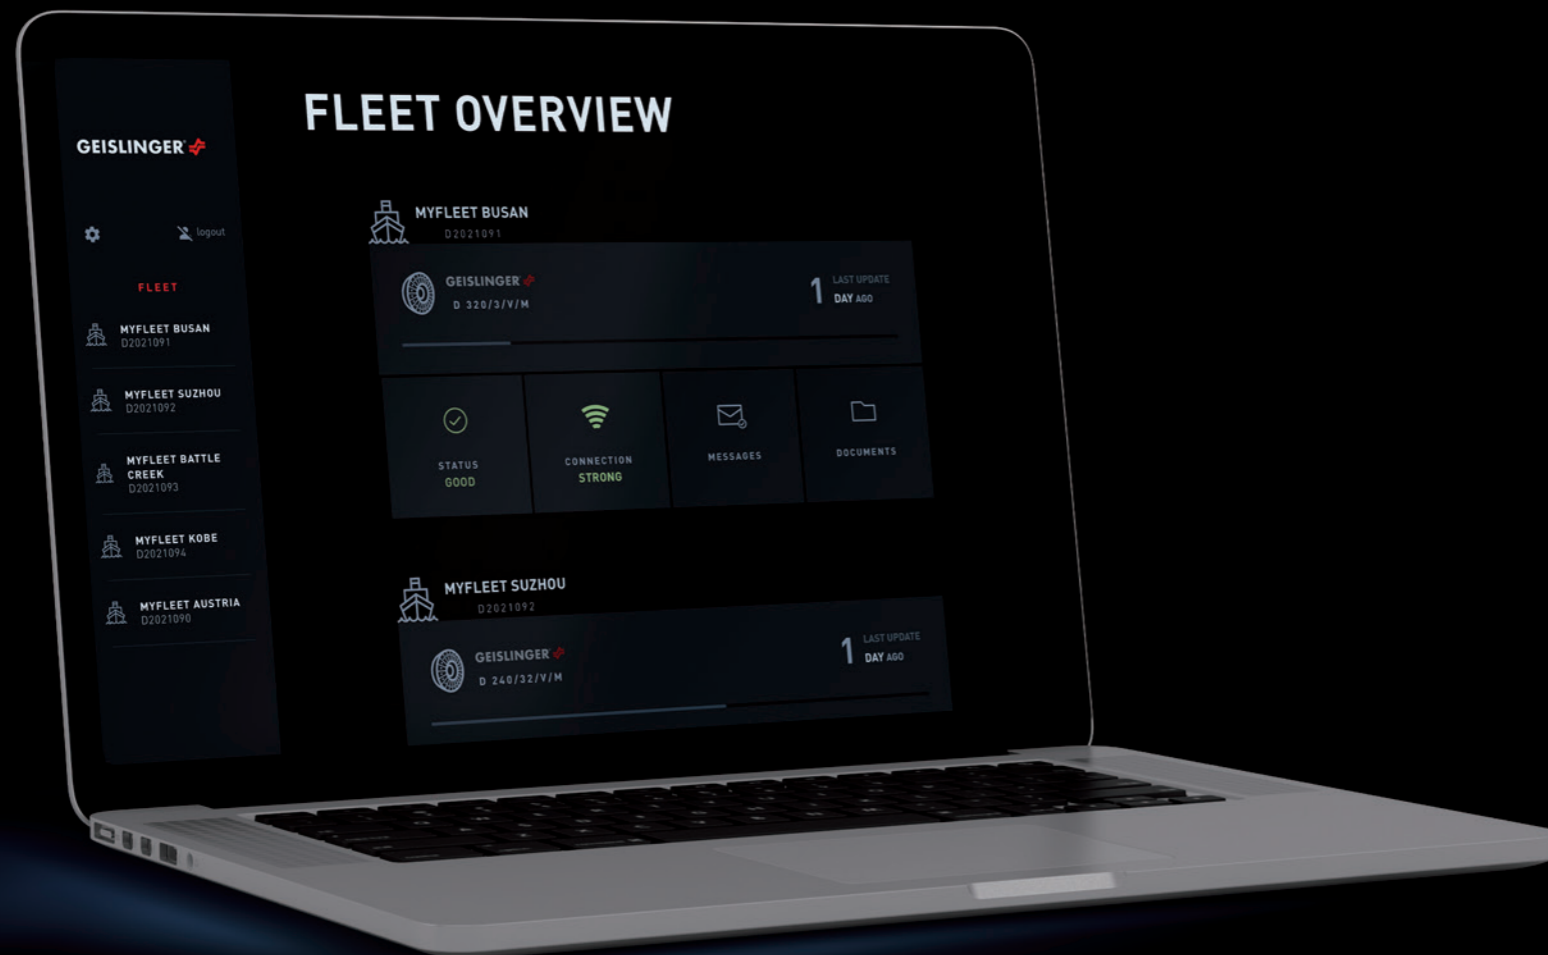 GEISLINGER
logout
FLEET
MYFLEET BUSAN
D2021091
MYFLEET SUZHOU
D2021092
MYFLEET BATTLE
CREEK
D2021093
MYFLEET KOBE
D2021094
MYFLEET AUSTRIA
D2021090
FLEET OVERVIEW
MYFLEET BUSAN
D2021091
GEISLINGER
D 320/3/V/M
1
LAST UPDATE
DAY AGO
STATUS
GOOD
CONNECTION
STRONG
MESSAGES
DOCUMENTS
MYFLEET SUZHOU
D2021092
GEISLINGER
D 240/32/V/M
1
LAST UPDATE
DAY AGO